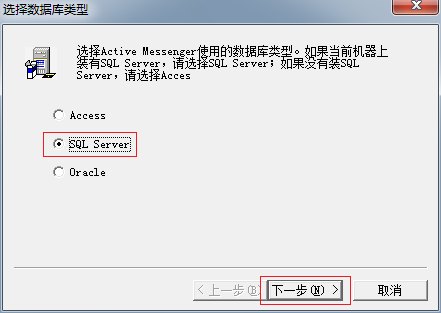 选择数据库类型
选择Active Messenger使用的数据库类型。如果当前机器上
装有SQL Server，请选择SQL Server；如果没有装SQL
Server，请选择Acces
Access
SQL Server
Oracle
< 上一步(B) 下一步(N) > 取消